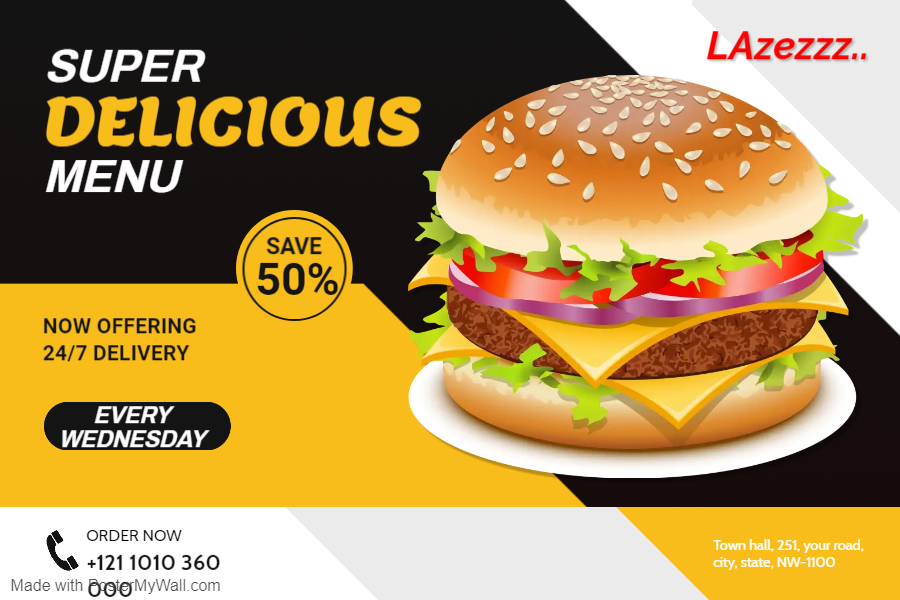 LAzezzz..
SUPER
DELICIOUS
MENU
SAVE
50%
NOW OFFERING
24/7 DELIVERY
EVERY
WEDNESDAY
ORDER NOW
+121 1010 360
000
Made with PosterMyWall.com
Town hall, 251, your road,
city, state, NW-1100